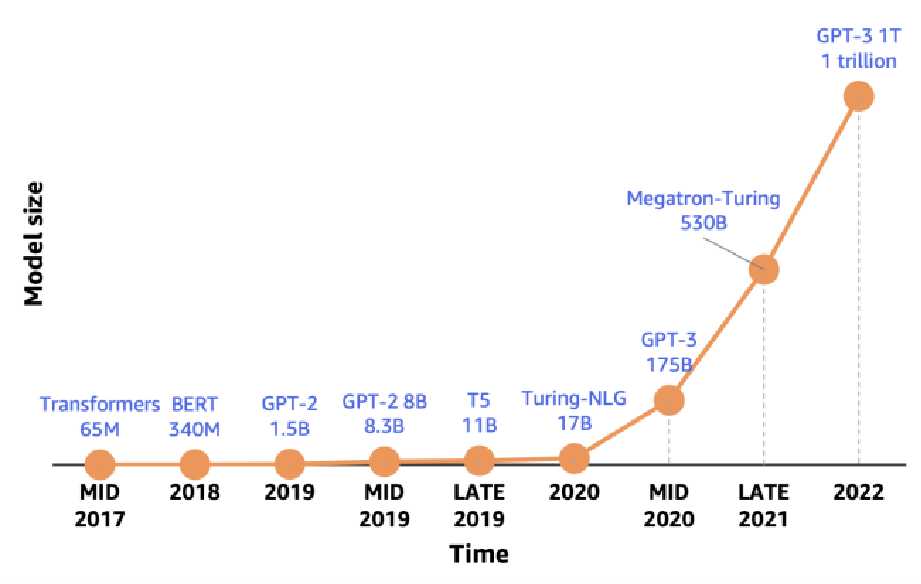 GPT-3 1T
1 trillion
Megatron-Turing
530B
GPT-3
175B
Transformers
65M
BERT
340M
GPT-2
1.5B
GPT-2 8B
8.3B
T5
11B
Turing-NLG
17B
Model size
MID
2017
2018
2019
MID
2019
LATE
2019
2020
MID
2020
LATE
2021
2022
Time